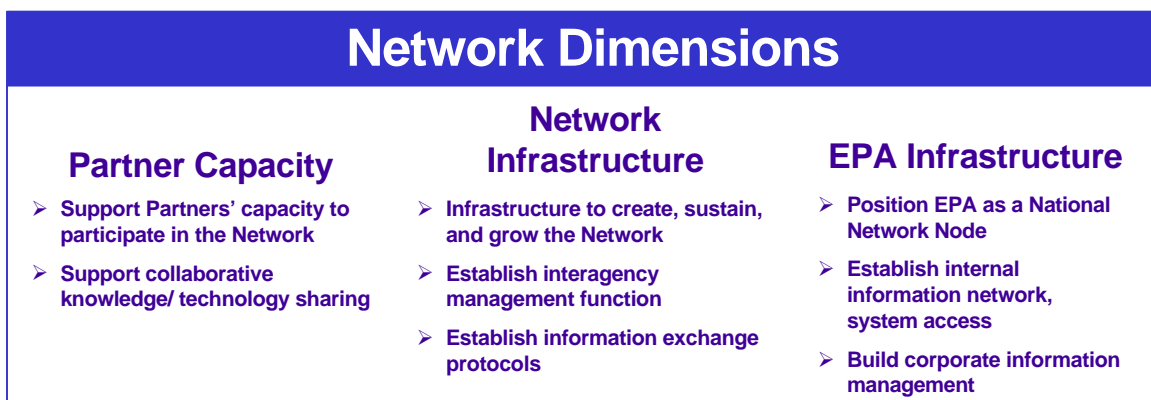 Network Dimensions
Partner Capacity
➢ Support Partners' capacity to
participate in the Network
➢ Support collaborative
knowledge/ technology sharing
Network
Infrastructure
➢ Infrastructure to create, sustain,
and grow the Network
➢ Establish interagency
management function
➢ Establish information exchange
protocols
EPA Infrastructure
➢ Position EPA as a National
Network Node
➢ Establish internal
information network,
system access
➢ Build corporate information
management